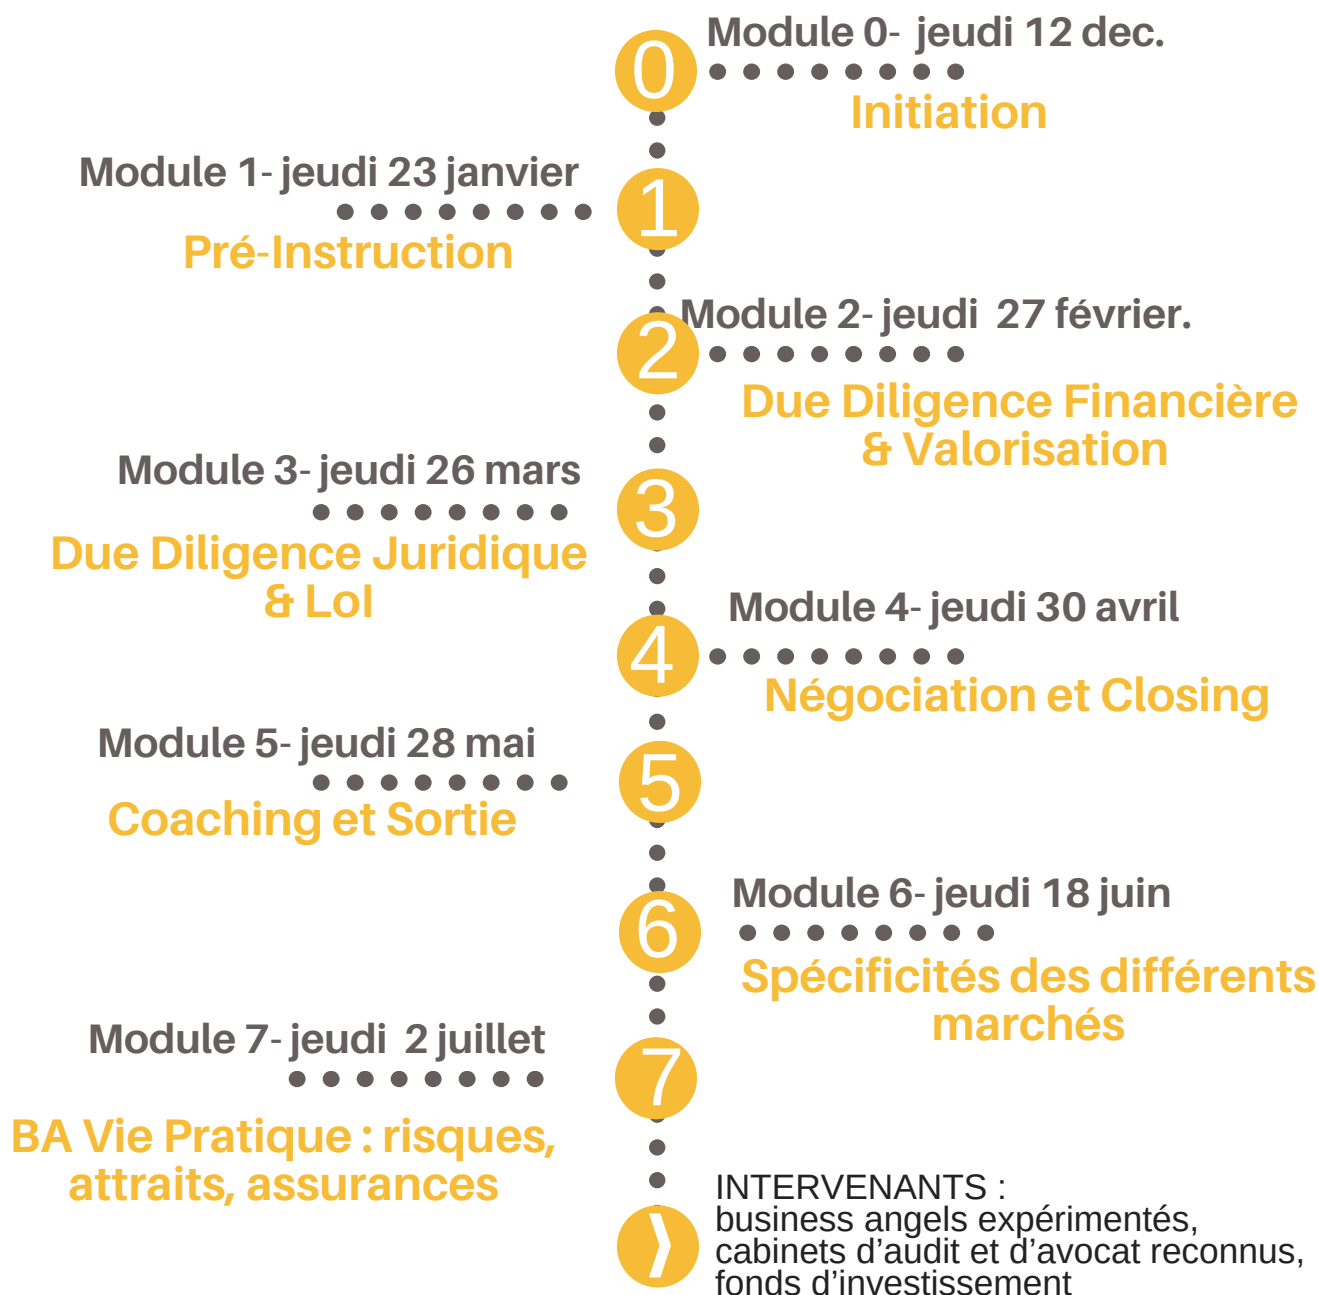 0
Module 0-  jeudi 12 dec.
Initiation
Module 1- jeudi 23 janvier
1
Pré-Instruction
Module 2- jeudi  27 février.
2
Due Diligence Financière
& Valorisation
Module 3- jeudi 26 mars
3
Due Diligence Juridique
& LoI
Module 4- jeudi 30 avril
4
Négociation et Closing
Module 5- jeudi 28 mai
5
Coaching et Sortie
Module 6- jeudi 18 juin
6
Spécificités des différents
marchés
Module 7- jeudi  2 juillet
7
BA Vie Pratique : risques,
attraits, assurances
INTERVENANTS :
business angels expérimentés,
cabinets d’audit et d’avocat reconnus,
fonds d’investissement